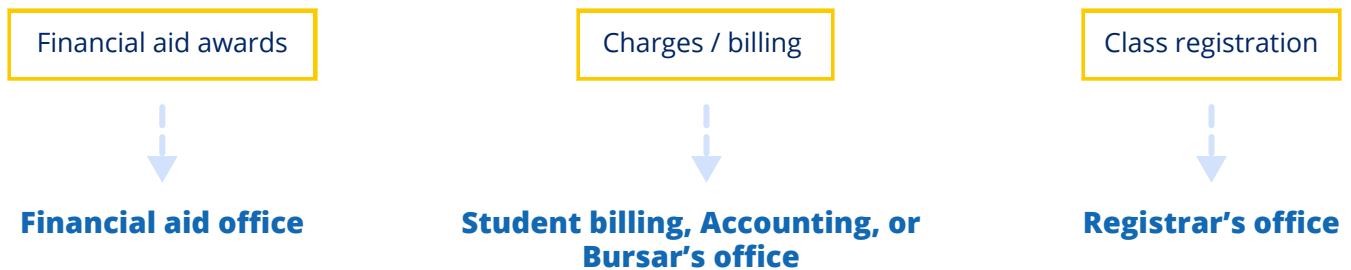 Financial aid awards
Charges / billing
Class registration
Financial aid office
Student billing, Accounting, or
Bursar’s office
Registrar’s office